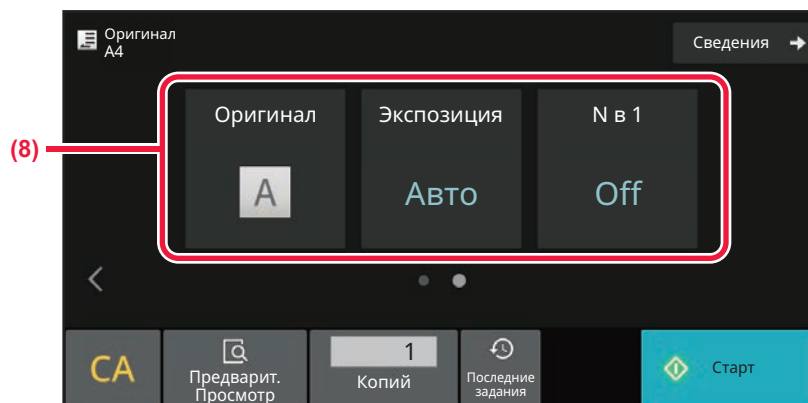 Оригинал
A4
Сведения
(8)
Оригинал
Экспозиция
N в 1
A
Авто
Off
CA
Предварит.
Просмотр
1
Копий
Последние
задания
Старт